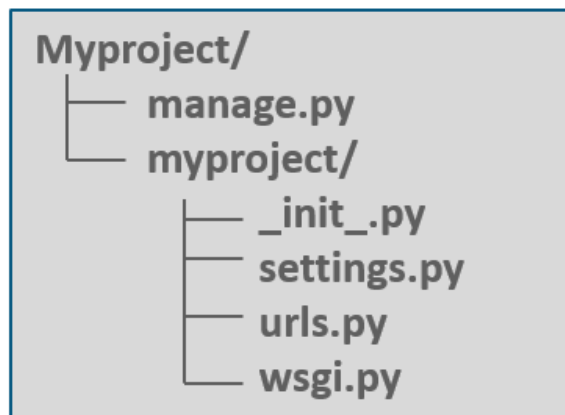 Myproject/
manage.py
myproject/
_init_.py
settings.py
urls.py
wsgi.py